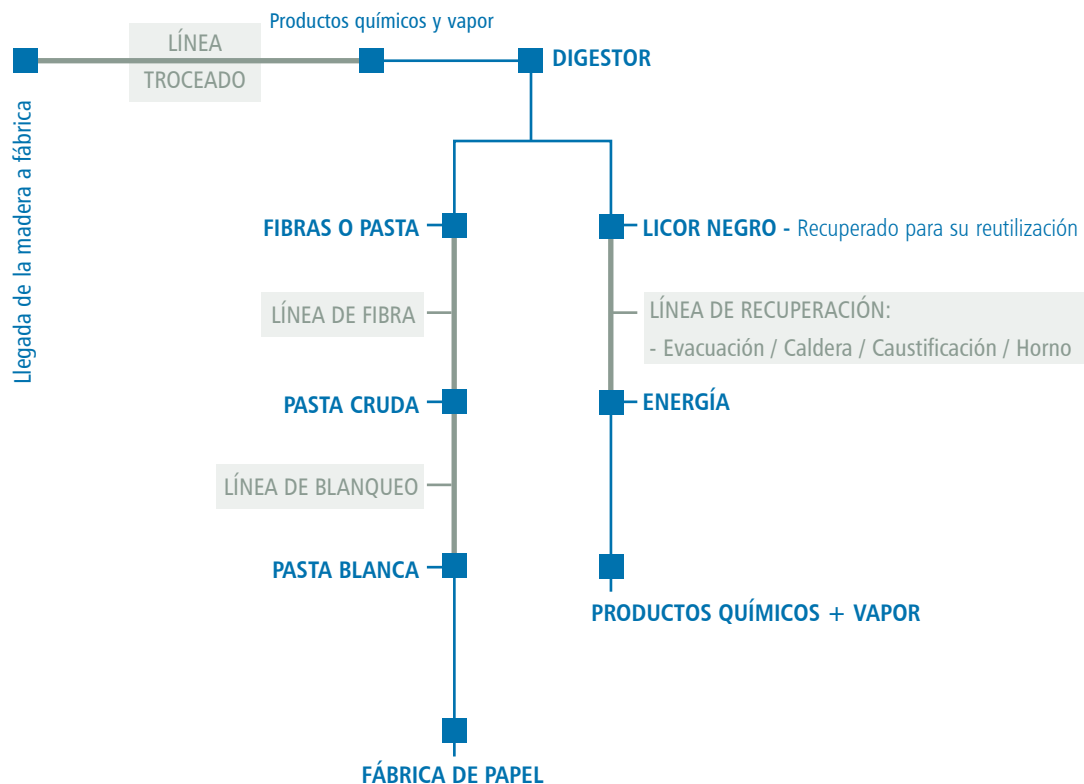 Productos químicos y vapor
LÍNEA
TROCEADO
DIGESTOR
Llegada de la madera a fábrica
FIBRAS O PASTA
LICOR NEGRO - Recuperado para su reutilización
LÍNEA DE FIBRA
LÍNEA DE RECUPERACIÓN:
- Evacuación / Caldera / Caustificación / Horno
PASTA CRUDA
ENERGÍA
LÍNEA DE BLANQUEO
PASTA BLANCA
PRODUCTOS QUÍMICOS + VAPOR
FÁBRICA DE PAPEL